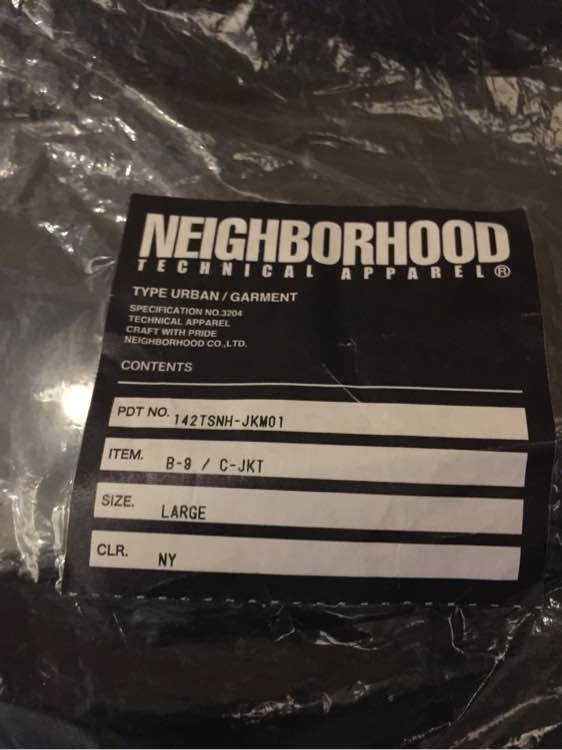 NEIGHBORHOOD
TECHNICAL APPAREL®
TYPE URBAN / GARMENT
SPECIFICATION NO.3204
TECHNICAL APPAREL
CRAFT WITH PRIDE
NEIGHBORHOOD CO.,LTD.
CONTENTS
PDT NO. 142TSNH-JKM01
ITEM. B-9 / C-JKT
SIZE. LARGE
CLR. NY